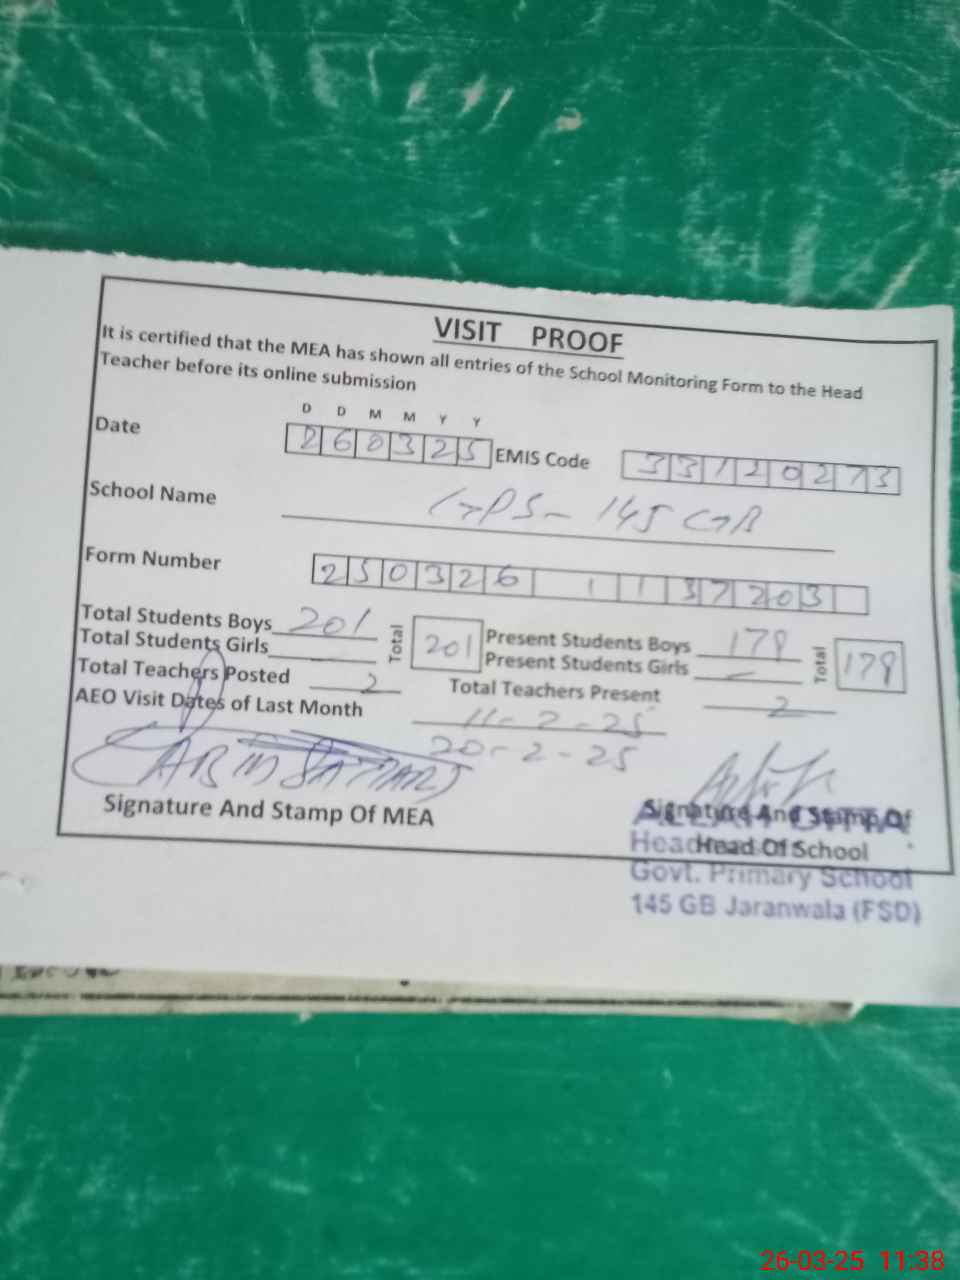 VISIT PROOF
It is certified that the MEA has shown all entries of the School Monitoring Form to the Head
Teacher before its online submission
D D M M Y Y
Date 260325 EMIS Code 33120273
School Name GPS- 145 GB
Form Number 250326 1137203
Total Students Boys 201 Total 201 Present Students Boys 178 Total 178
Total Students Girls Present Students Girls -
Total Teachers Posted 2 Total Teachers Present 2
AEO Visit Dates of Last Month 11-2-25
20-2-25
Signature And Stamp Of MEA
Signature And Stamp Of
Head Of School
ALLAH DITTA
Govt. Primary School
145 GB Jaranwala (FSD)
26-03-25 11:38